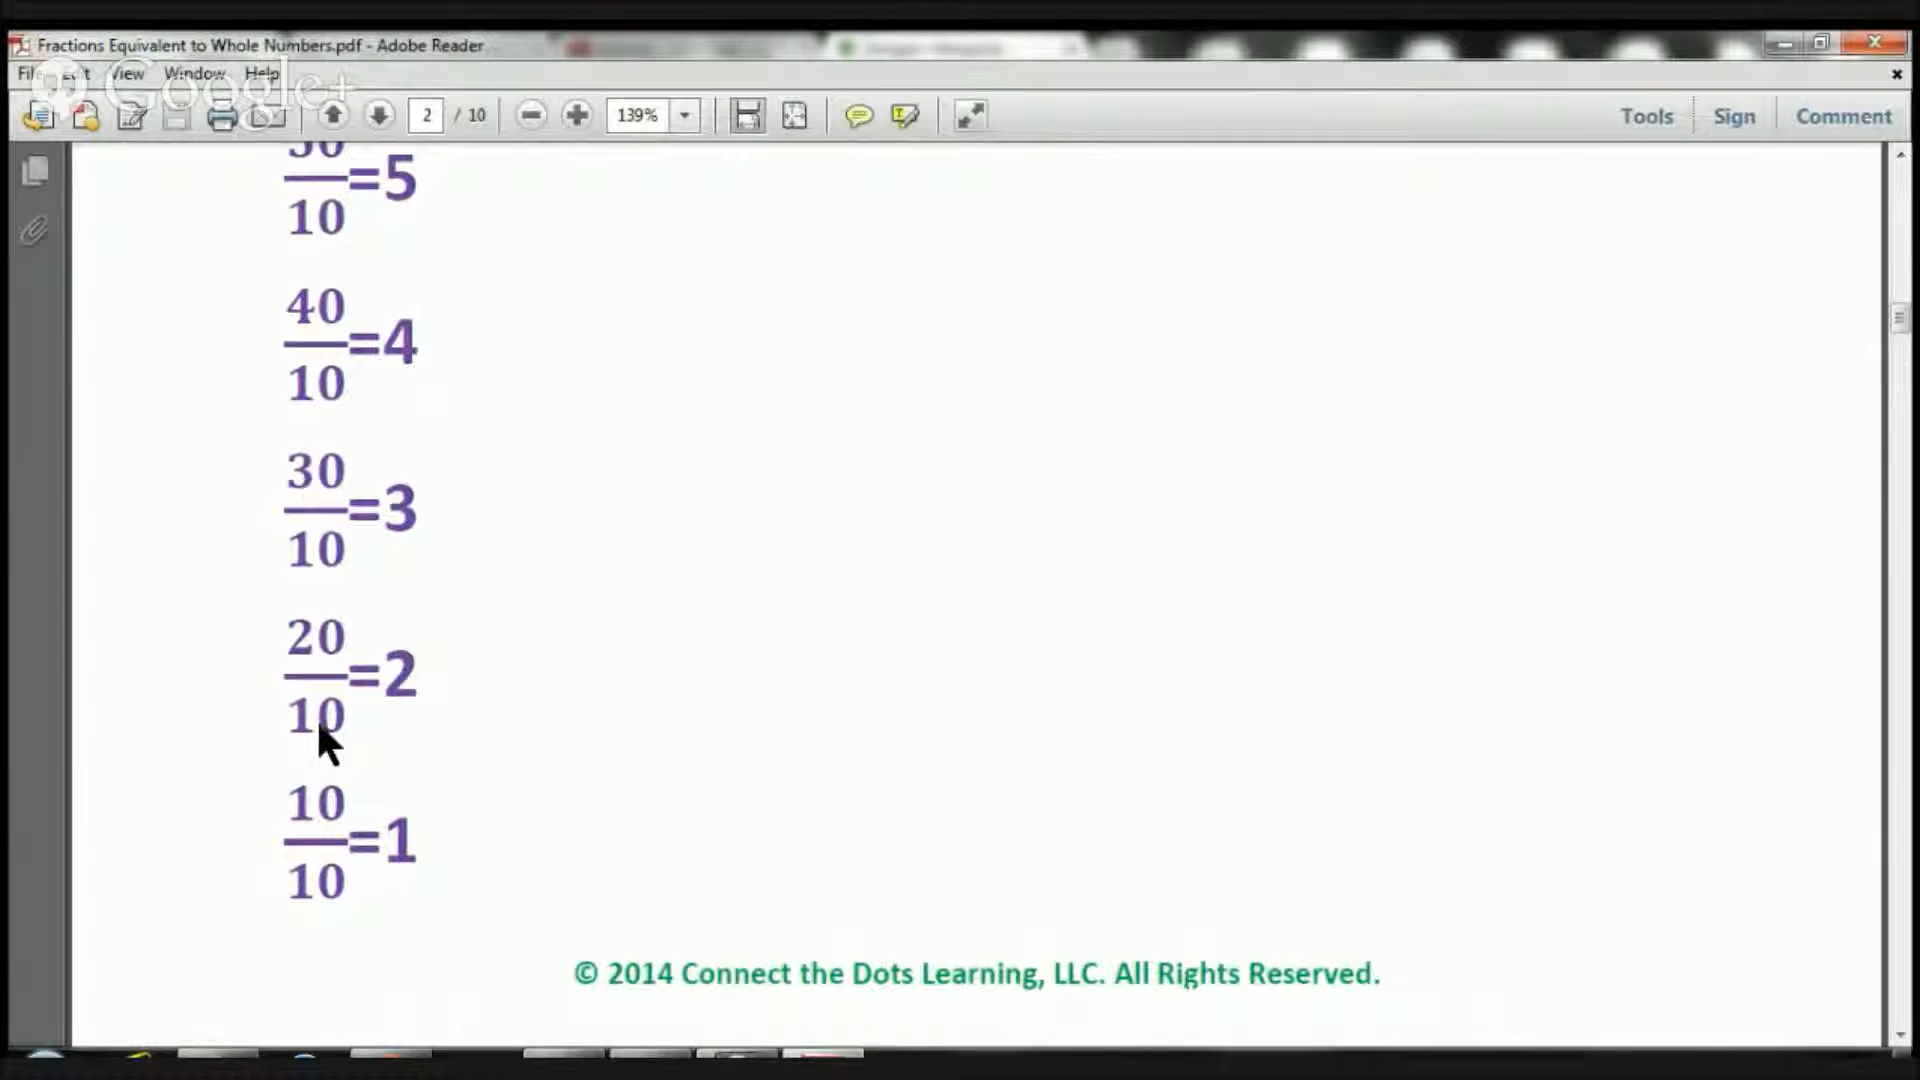 Fractions Equivalent to Whole Numbers.pdf - Adobe Reader
View Window Help
Google+
2 / 10 139% Tools Sign Comment
50/10=5
40/10=4
30/10=3
20/10=2
10/10=1
© 2014 Connect the Dots Learning, LLC. All Rights Reserved.